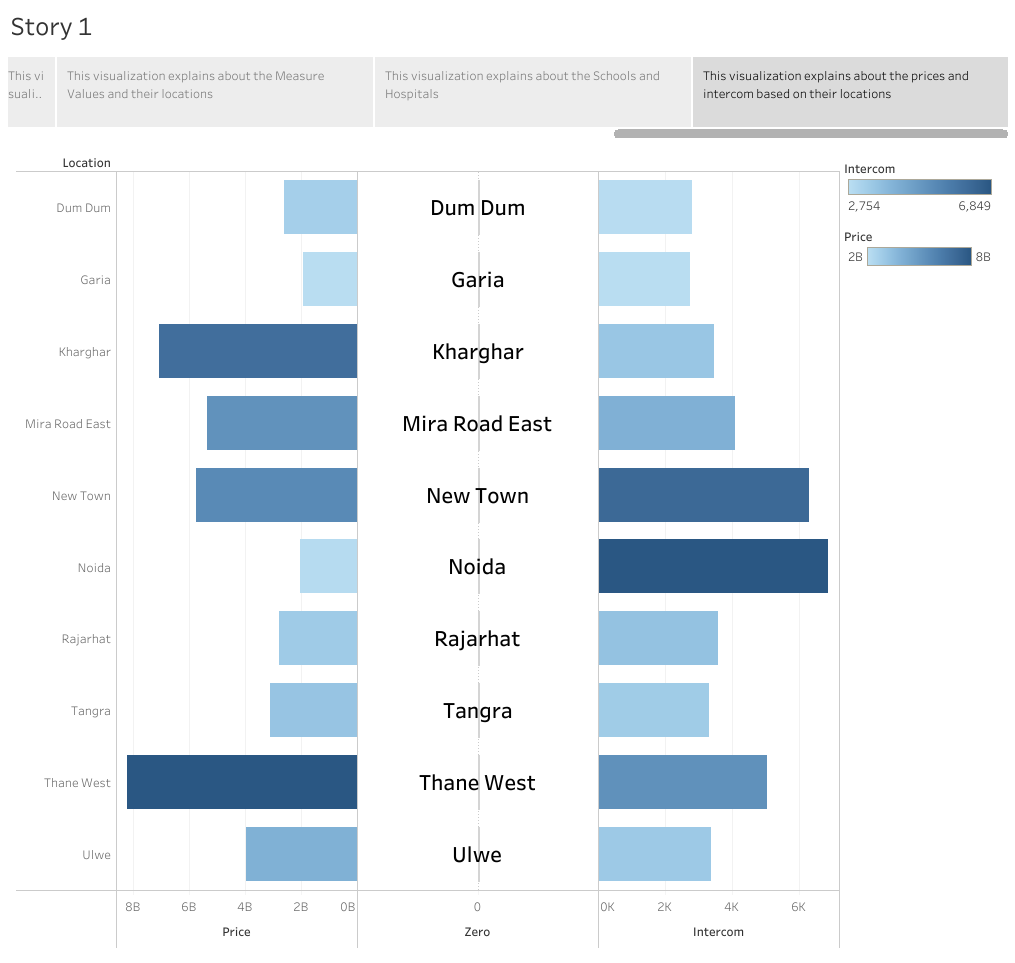 Story 1
This vi
suali..
This visualization explains about the Measure
Values and their locations
This visualization explains about the Schools and
Hospitals
This visualization explains about the prices and
intercom based on their locations
Location
Intercom
2,754 6,849
Price
2B 8B
Dum Dum Dum Dum
Garia Garia
Kharghar Kharghar
Mira Road East Mira Road East
New Town New Town
Noida Noida
Rajarhat Rajarhat
Tangra Tangra
Thane West Thane West
Ulwe Ulwe
8B 6B 4B 2B 0B 0 0K 2K 4K 6K
Price Zero Intercom